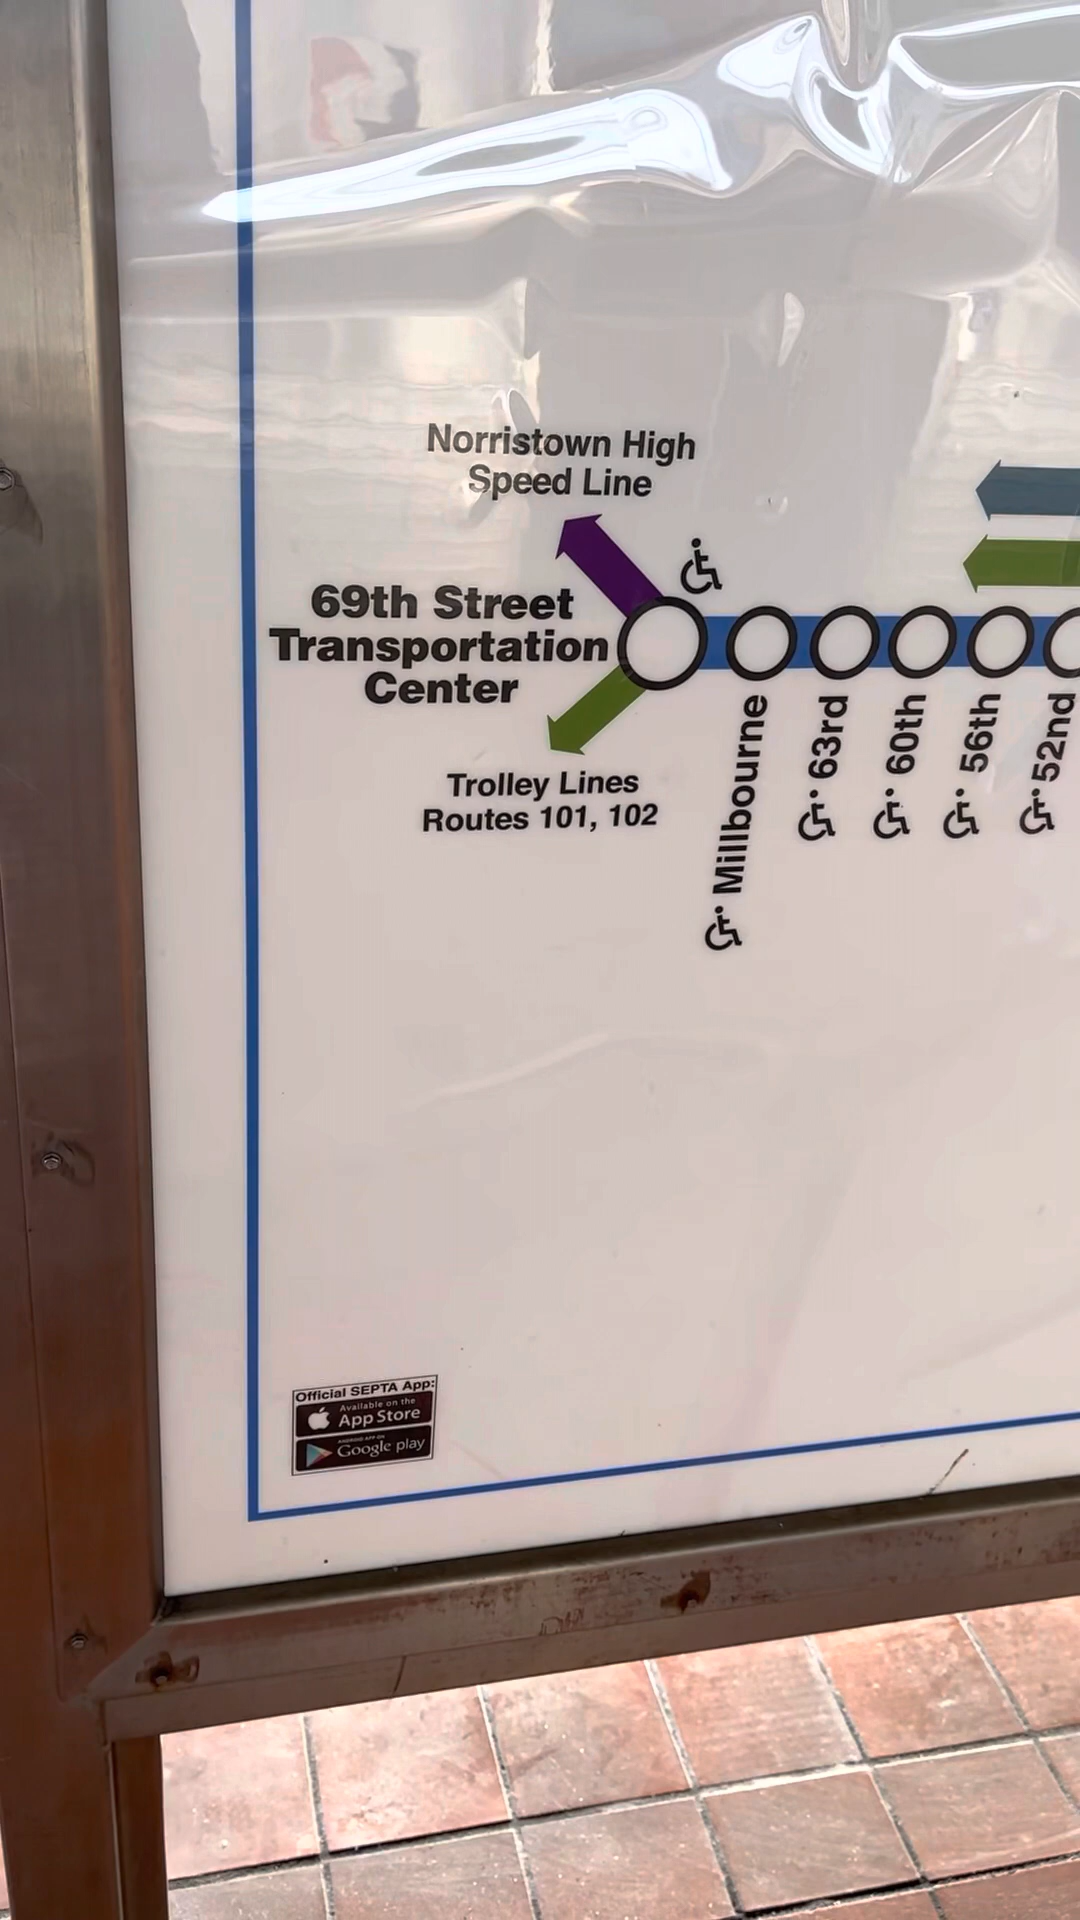 Norristown High
Speed Line
69th Street
Transportation
Center
Trolley Lines
Routes 101, 102
Millbourne
63rd
60th
56th
52nd
Official SEPTA App:
Available on the
App Store
ANDROID APP ON
Google play